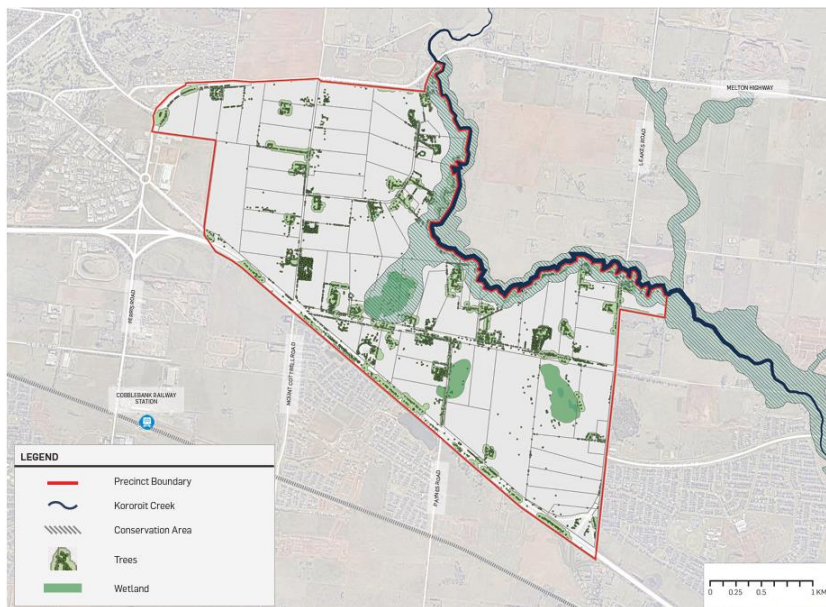 MELTON HIGHWAY
LEAKES ROAD
FERRIS ROAD
MOUNT COTTRELL ROAD
COBBLEBANK RAILWAY
STATION
PAYNES ROAD
LEGEND
Precinct Boundary
Kororoit Creek
Conservation Area
Trees
Wetland
0 0.25 0.5 1 KM